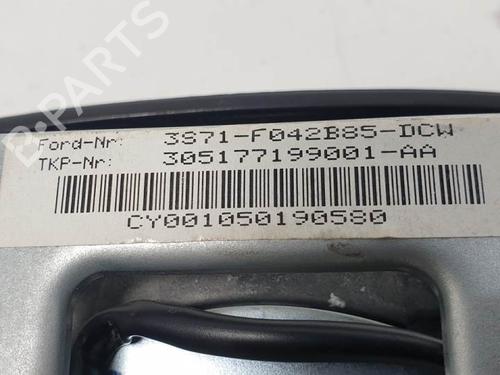 B-PARTS
Ford-Nr: 3S71-F042B85-DCW
TKP-Nr: 305177199001-AA
CY001050190580